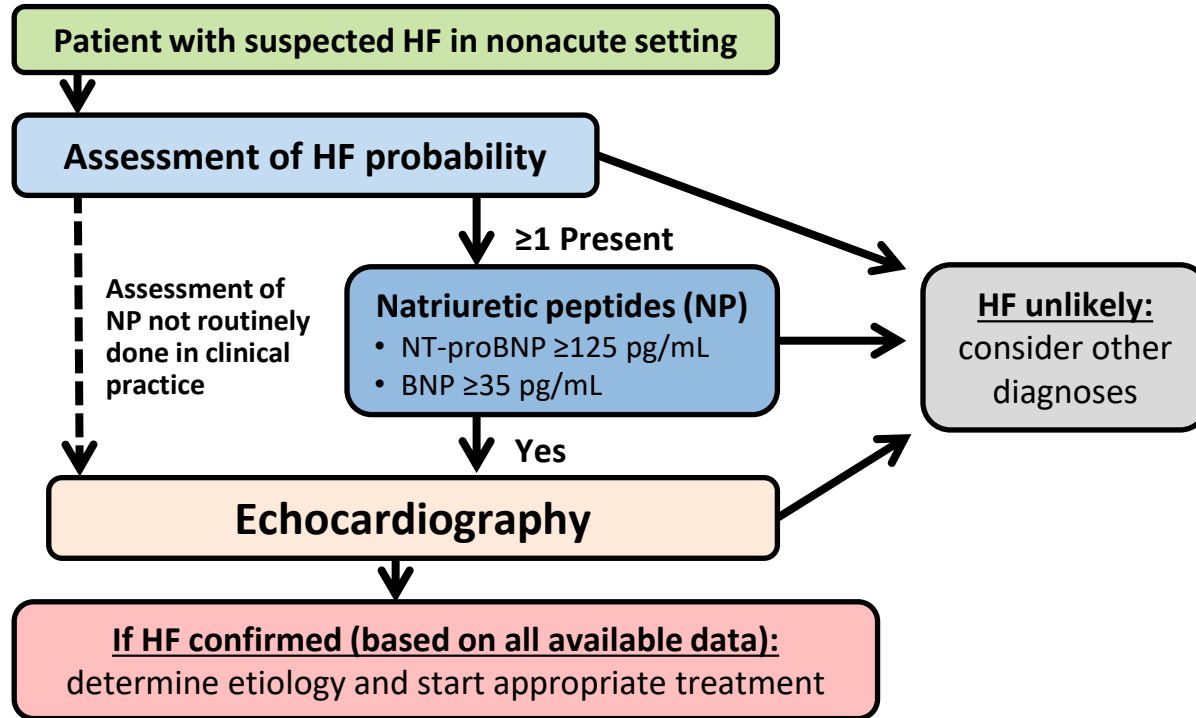 Patient with suspected HF in nonacute setting
Assessment of HF probability
≥1 Present
Assessment of
NP not routinely
done in clinical
practice
Natriuretic peptides (NP)
• NT-proBNP ≥125 pg/mL
• BNP ≥35 pg/mL
HF unlikely:
consider other
diagnoses
Yes
Echocardiography
If HF confirmed (based on all available data):
determine etiology and start appropriate treatment